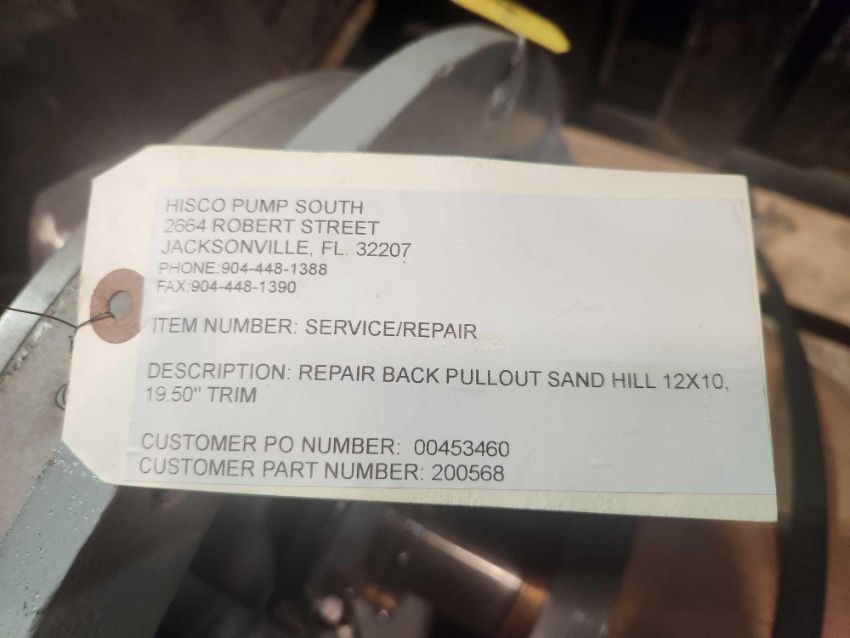 HISCO PUMP SOUTH
2664 ROBERT STREET
JACKSONVILLE, FL. 32207
PHONE:904-448-1388
FAX:904-448-1390
ITEM NUMBER: SERVICE/REPAIR
DESCRIPTION: REPAIR BACK PULLOUT SAND HILL 12X10,
19.50" TRIM
CUSTOMER PO NUMBER: 00453460
CUSTOMER PART NUMBER: 200568